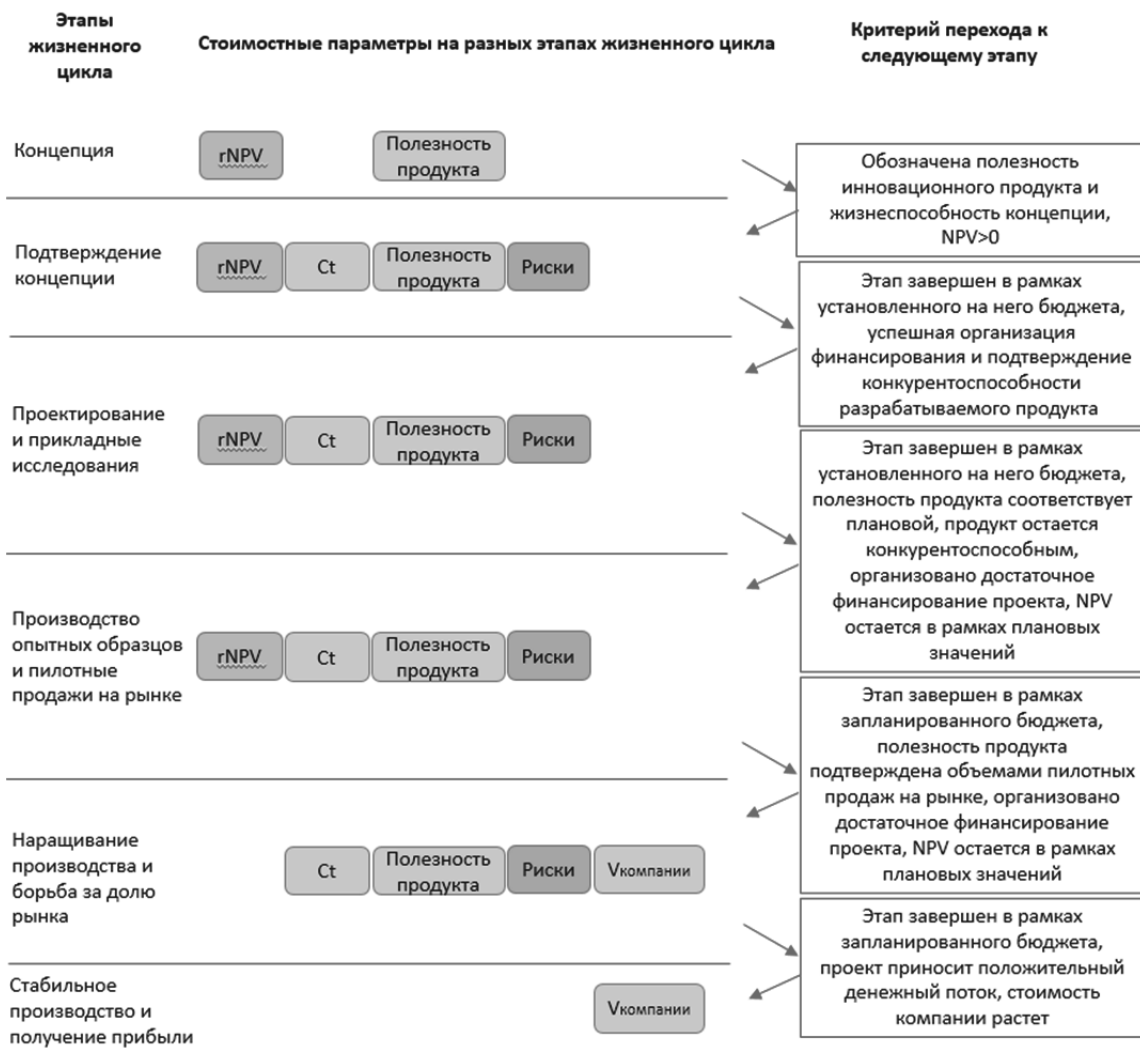 Этапы
жизненного
цикла
Стоимостные параметры на разных этапах жизненного цикла
Критерий перехода к
следующему этапу
Концепция
rNPV
Полезность
продукта
Обозначена полезность
инновационного продукта и
жизнеспособность концепции,
NPV>0
Подтверждение
концепции
rNPV
Ct
Полезность
продукта
Риски
Этап завершен в рамках
установленного на него бюджета,
успешная организация
финансирования и подтверждение
конкурентоспособности
разрабатываемого продукта
Проектирование
и прикладные
исследования
rNPV
Ct
Полезность
продукта
Риски
Этап завершен в рамках
установленного на него бюджета,
полезность продукта соответствует
плановой, продукт остается
конкурентоспособным,
организовано достаточное
финансирование проекта, NPV
остается в рамках плановых
значений
Производство
опытных образцов
и пилотные
продажи на рынке
rNPV
Ct
Полезность
продукта
Риски
Этап завершен в рамках
запланированного бюджета,
полезность продукта
подтверждена объемами пилотных
продаж на рынке, организовано
достаточное финансирование
проекта, NPV остается в рамках
плановых значений
Наращивание
производства и
борьба за долю
рынка
Ct
Полезность
продукта
Риски
Vкомпании
Этап завершен в рамках
запланированного бюджета,
проект приносит положительный
денежный поток, стоимость
компании растет
Стабильное
производство и
получение прибыли
Vкомпании